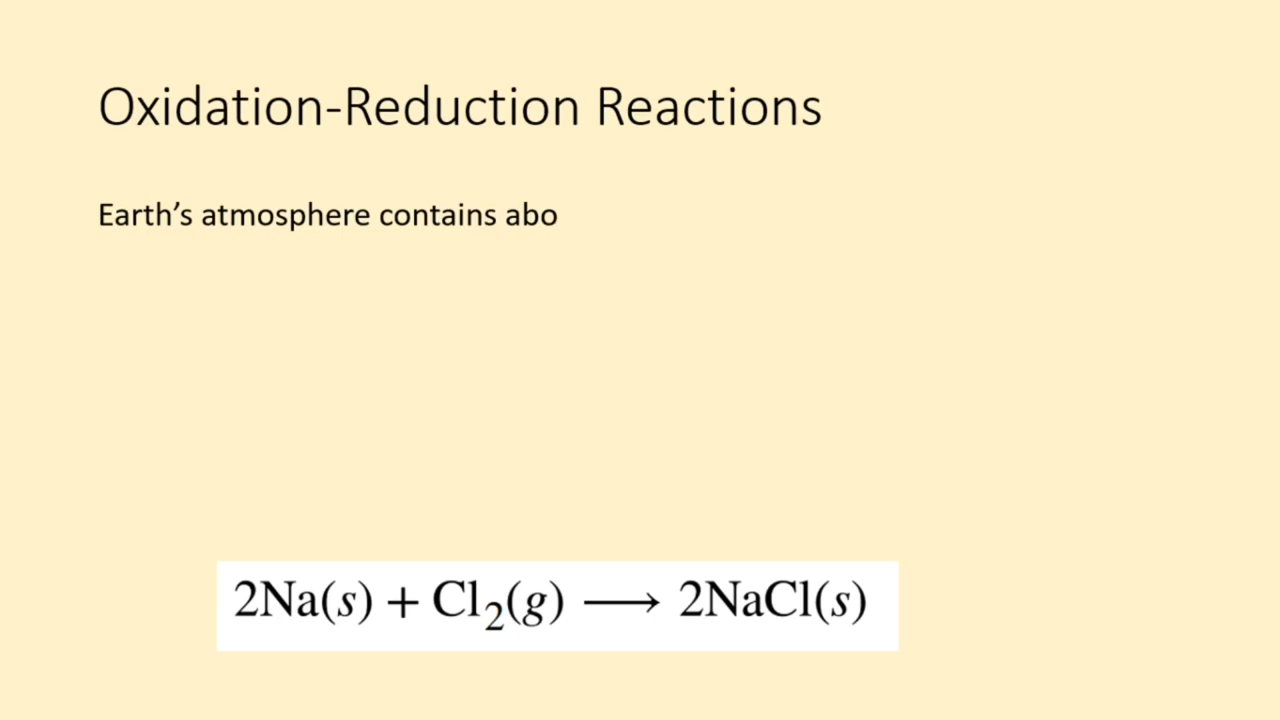 Oxidation-Reduction Reactions
Earth’s atmosphere contains abo
2Na(s) + Cl₂(g) ⟶ 2NaCl(s)